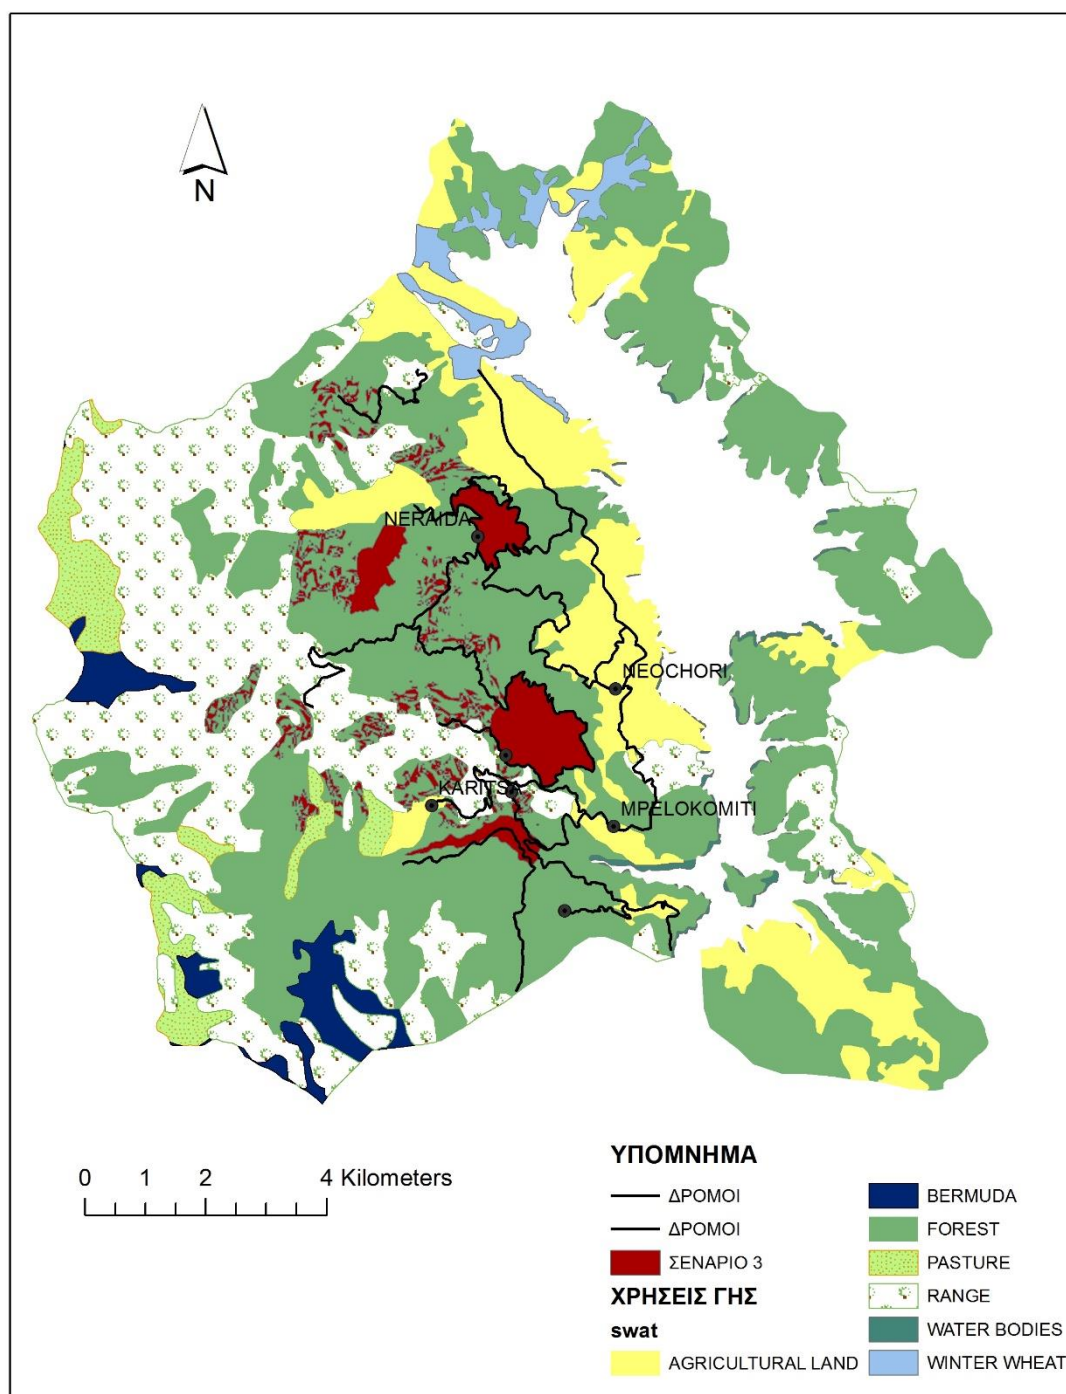 N
NERAIDA
NEOCHORI
KARITSA
MPELOKOMITI
0 1 2 4 Kilometers
ΥΠΟΜΝΗΜΑ
ΔΡΟΜΟΙ
ΔΡΟΜΟΙ
ΣΕΝΑΡΙΟ 3
ΧΡΗΣΕΙΣ ΓΗΣ
swat
AGRICULTURAL LAND
BERMUDA
FOREST
PASTURE
RANGE
WATER BODIES
WINTER WHEAT